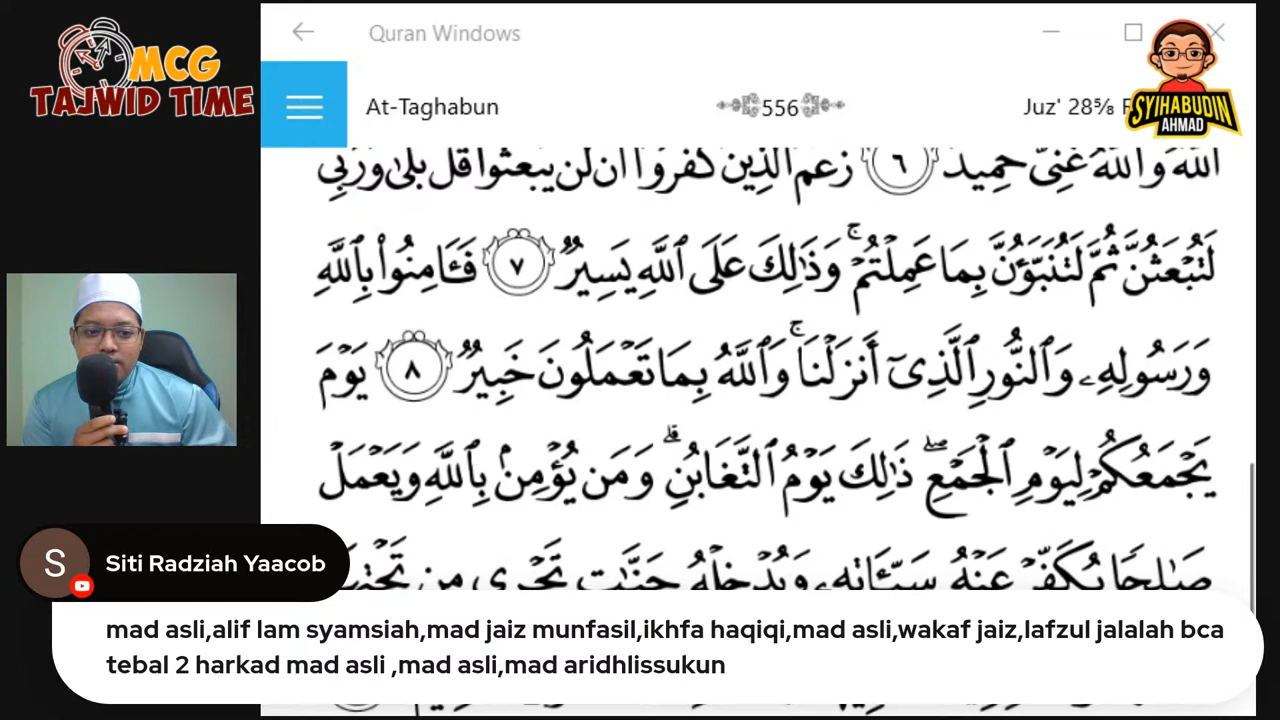 MCG
TAJWID TIME
Quran Windows
At-Taghabun
556
Juz' 28⅝
SYIHABUDIN
AHMAD
ٱللَّهُ وَٱللَّهُ غَنِىٌّ حَمِيدٌ ٦ زَعَمَ ٱلَّذِينَ كَفَرُوٓا۟ أَن لَّن يُبْعَثُوا۟ قُلْ بَلَىٰ وَرَبِّى
لَتُبْعَثُنَّ ثُمَّ لَتُنَبَّؤُنَّ بِمَا عَمِلْتُمْ ۚ وَذَٰلِكَ عَلَى ٱللَّهِ يَسِيرٌ ٧ فَـَٔامِنُوا۟ بِٱللَّهِ
وَرَسُولِهِۦ وَٱلنُّورِ ٱلَّذِىٓ أَنزَلْنَا ۚ وَٱللَّهُ بِمَا تَعْمَلُونَ خَبِيرٌ ٨ يَوْمَ
يَجْمَعُكُمْ لِيَوْمِ ٱلْجَمْعِ ۖ ذَٰلِكَ يَوْمُ ٱلتَّغَابُنِ ۗ وَمَن يُؤْمِنۢ بِٱللَّهِ وَيَعْمَلْ
صَٰلِحًا يُكَفِّرْ عَنْهُ سَيِّـَٔاتِهِۦ وَيُدْخِلْهُ جَنَّٰتٍ تَجْرِى مِن
S
Siti Radziah Yaacob
mad asli,alif lam syamsiah,mad jaiz munfasil,ikhfa haqiqi,mad asli,wakaf jaiz,lafzul jalalah bca
tebal 2 harkad mad asli ,mad asli,mad aridhlissukun